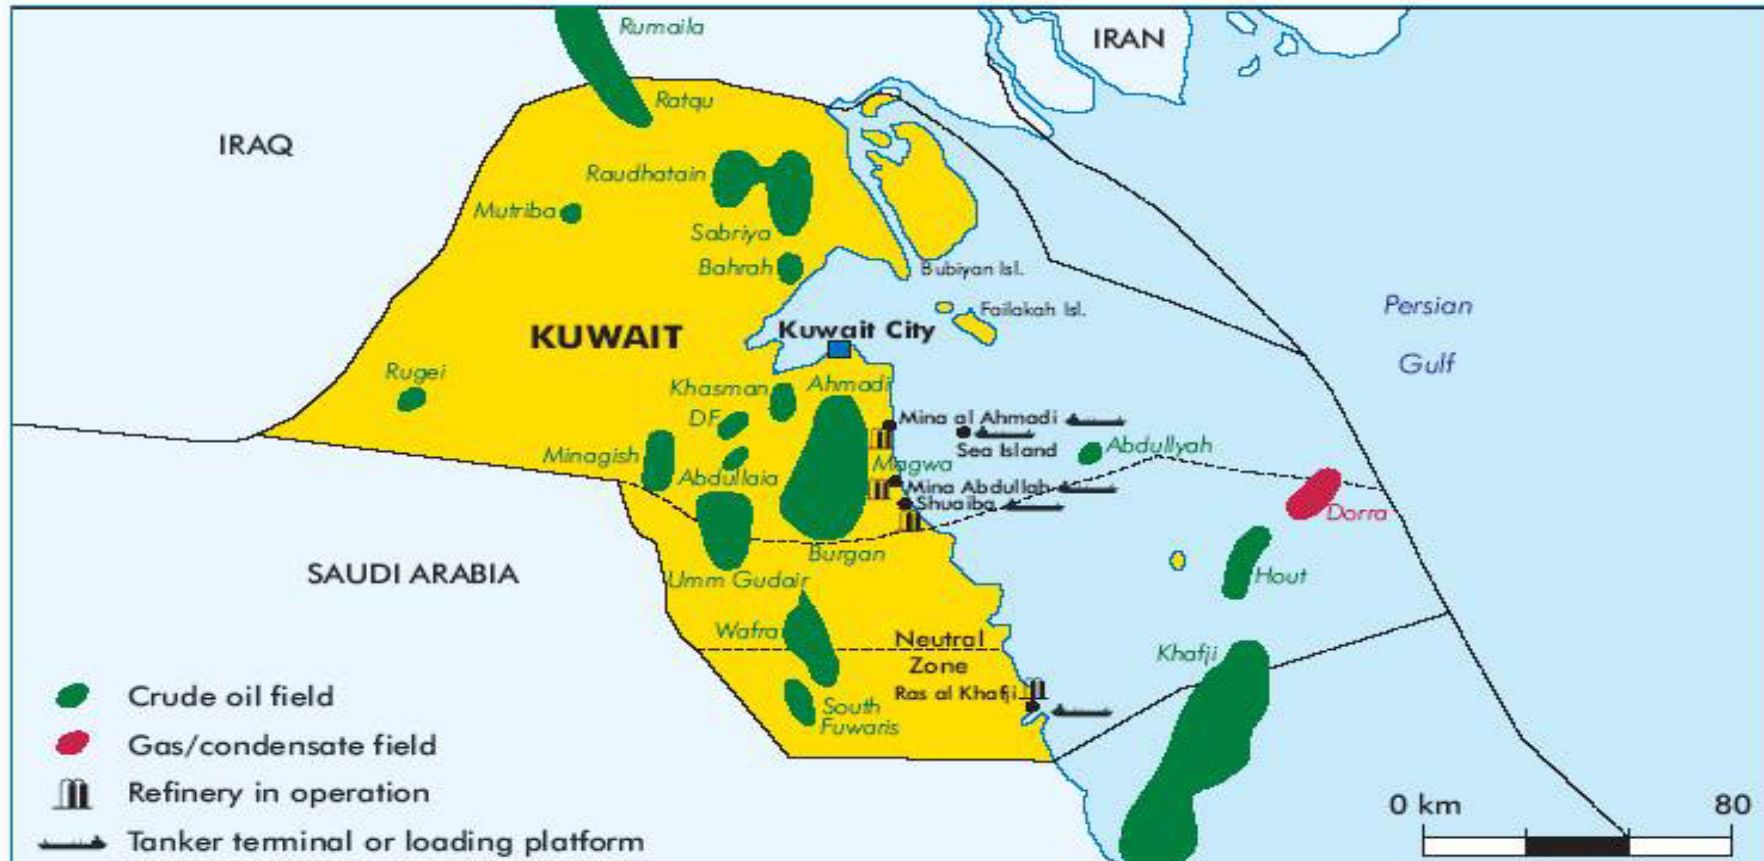 Rumaila
IRAN
Ratqu
IRAQ
Raudhatain
Mutriba
Sabriya
Bahrah
Bubiyan Isl.
Failakah Isl.
Persian
Gulf
KUWAIT
Kuwait City
Rugei
Khasman
Ahmadi
DF
Mina al Ahmadi
Sea Island
Abdullyah
Minagish
Abdullaia
Magwa
Mina Abdullah
Shuaiba
Dorra
Burgan
SAUDI ARABIA
Umm Gudair
Hout
Wafra
Neutral
Zone
Khafji
Ras al Khafji
South
Fuwaris
Crude oil field
Gas/condensate field
Refinery in operation
Tanker terminal or loading platform
0 km 80